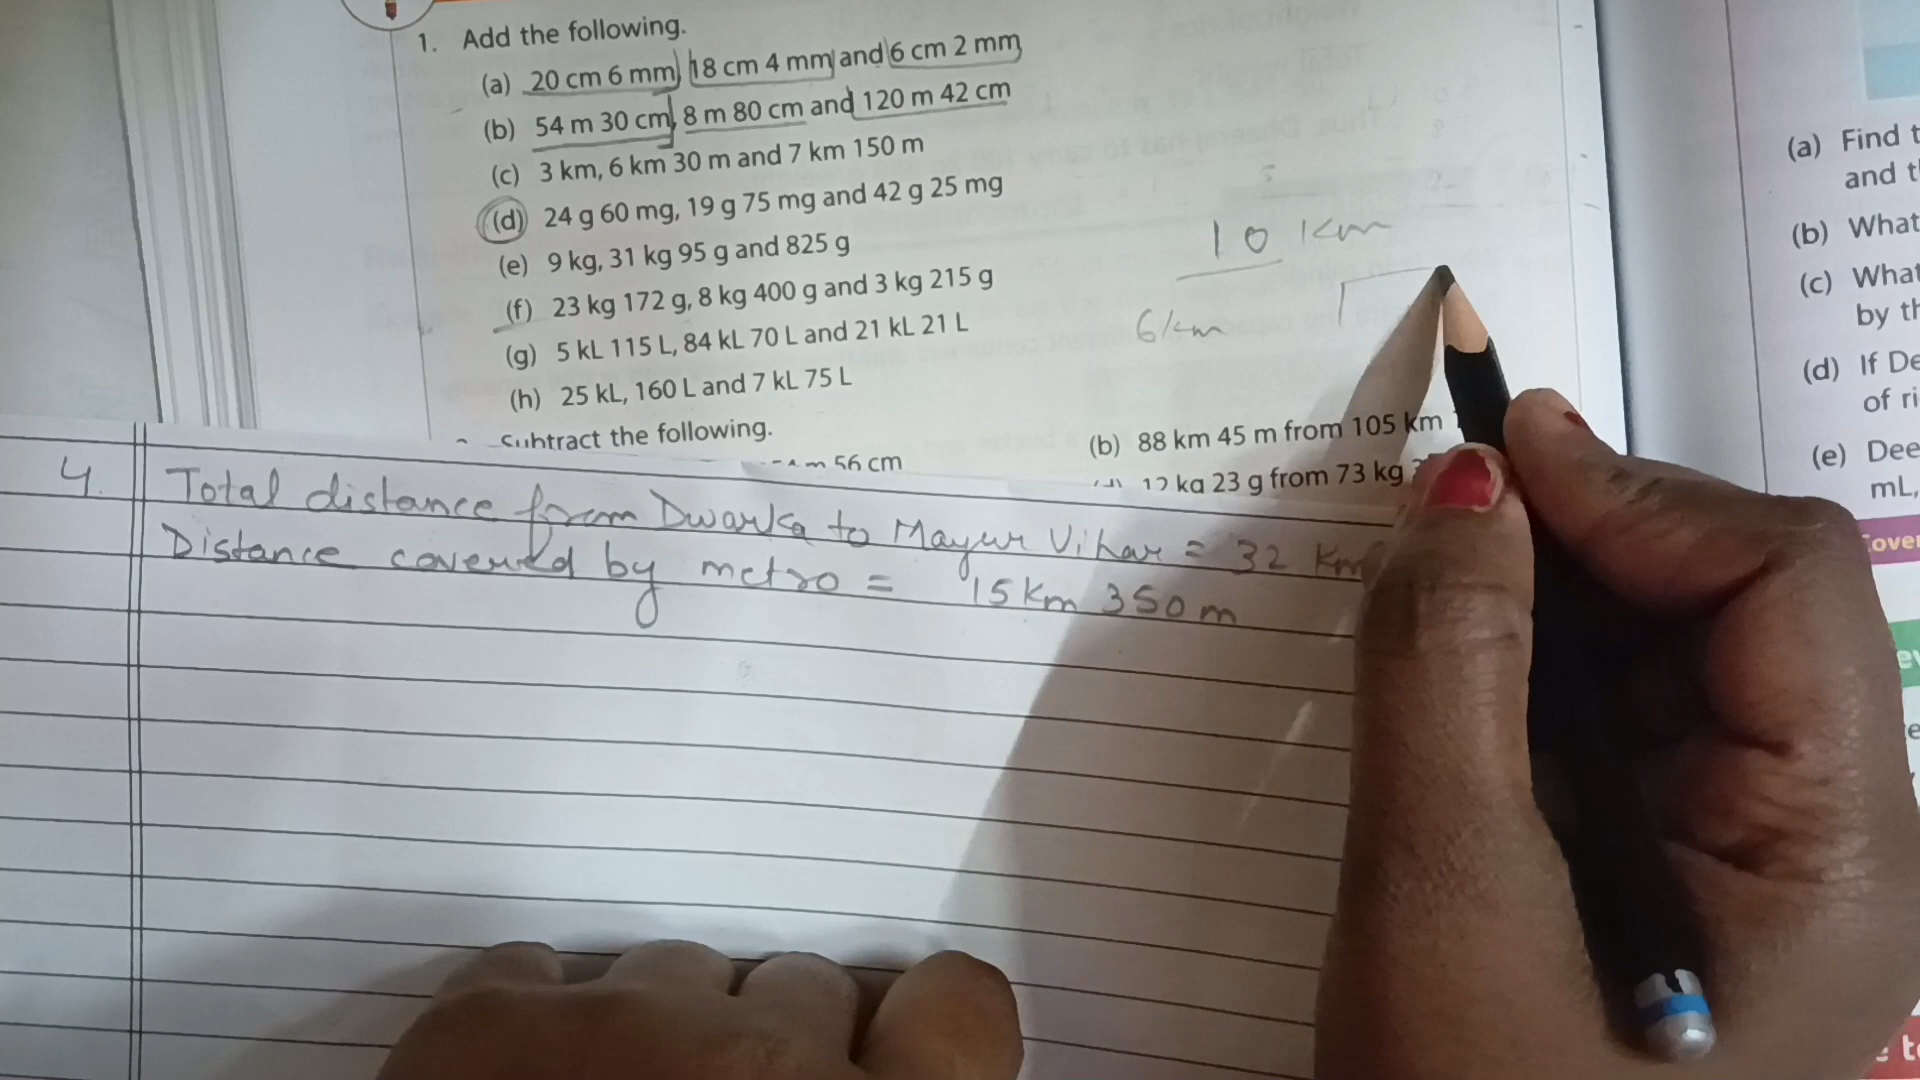 1. Add the following.
(a) 20 cm 6 mm, 18 cm 4 mm and 6 cm 2 mm
(b) 54 m 30 cm, 8 m 80 cm and 120 m 42 cm
(c) 3 km, 6 km 30 m and 7 km 150 m
(d) 24 g 60 mg, 19 g 75 mg and 42 g 25 mg
(e) 9 kg, 31 kg 95 g and 825 g
(f) 23 kg 172 g, 8 kg 400 g and 3 kg 215 g
(g) 5 kL 115 L, 84 kL 70 L and 21 kL 21 L
(h) 25 kL, 160 L and 7 kL 75 L
10 km
6 km
Subtract the following.
m 56 cm
(b) 88 km 45 m from 105 km
12 kg 23 g from 73 kg
4. Total distance from Dwarka to Mayur Vihar = 32 Km
Distance covered by metro = 15 Km 350 m
(a) Find
and
(b) What
(c) What
by
(d) If
of
(e)
mL,